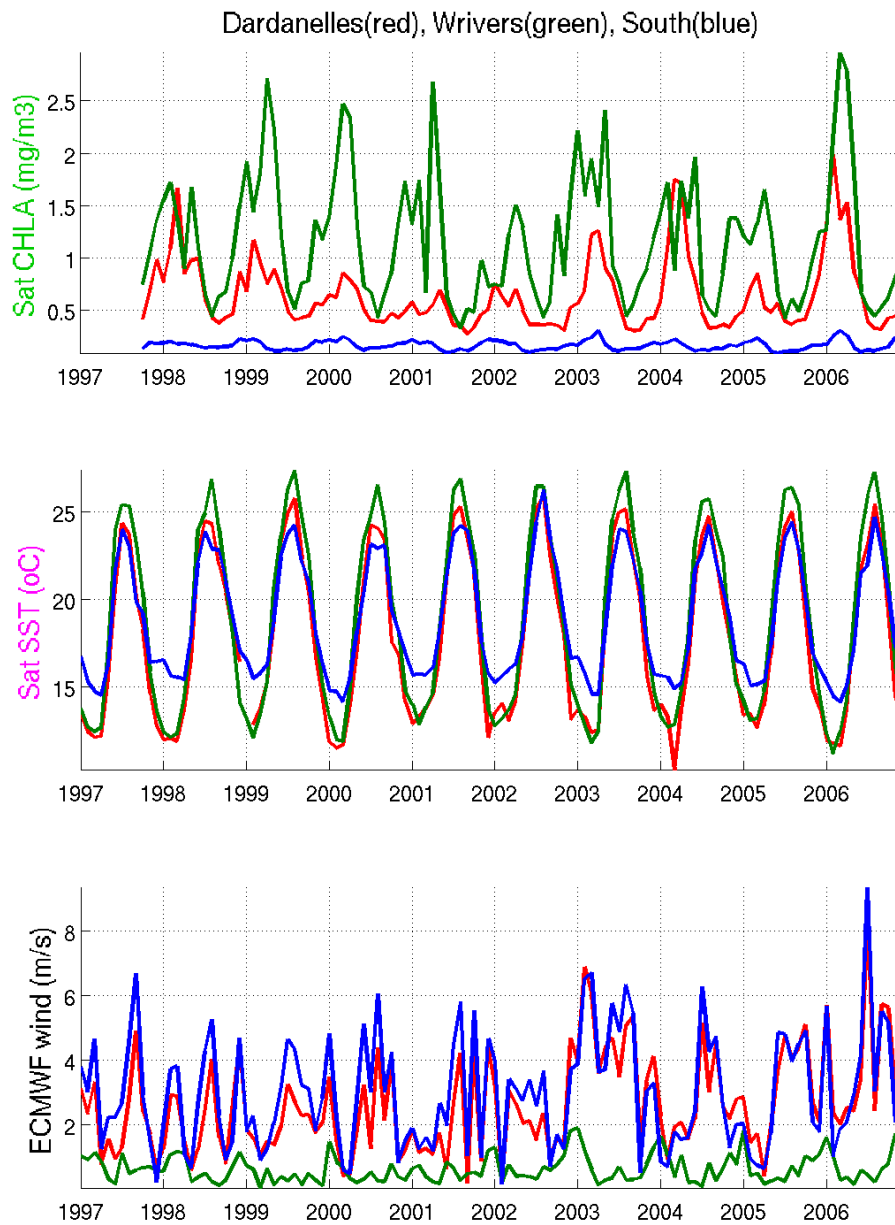 Dardanelles(red), Wrivers(green), South(blue)
Sat CHLA (mg/m3)
2.5
2
1.5
1
0.5
1997 1998 1999 2000 2001 2002 2003 2004 2005 2006
Sat SST (oC)
25
20
15
1997 1998 1999 2000 2001 2002 2003 2004 2005 2006
ECMWF wind (m/s)
8
6
4
2
1997 1998 1999 2000 2001 2002 2003 2004 2005 2006